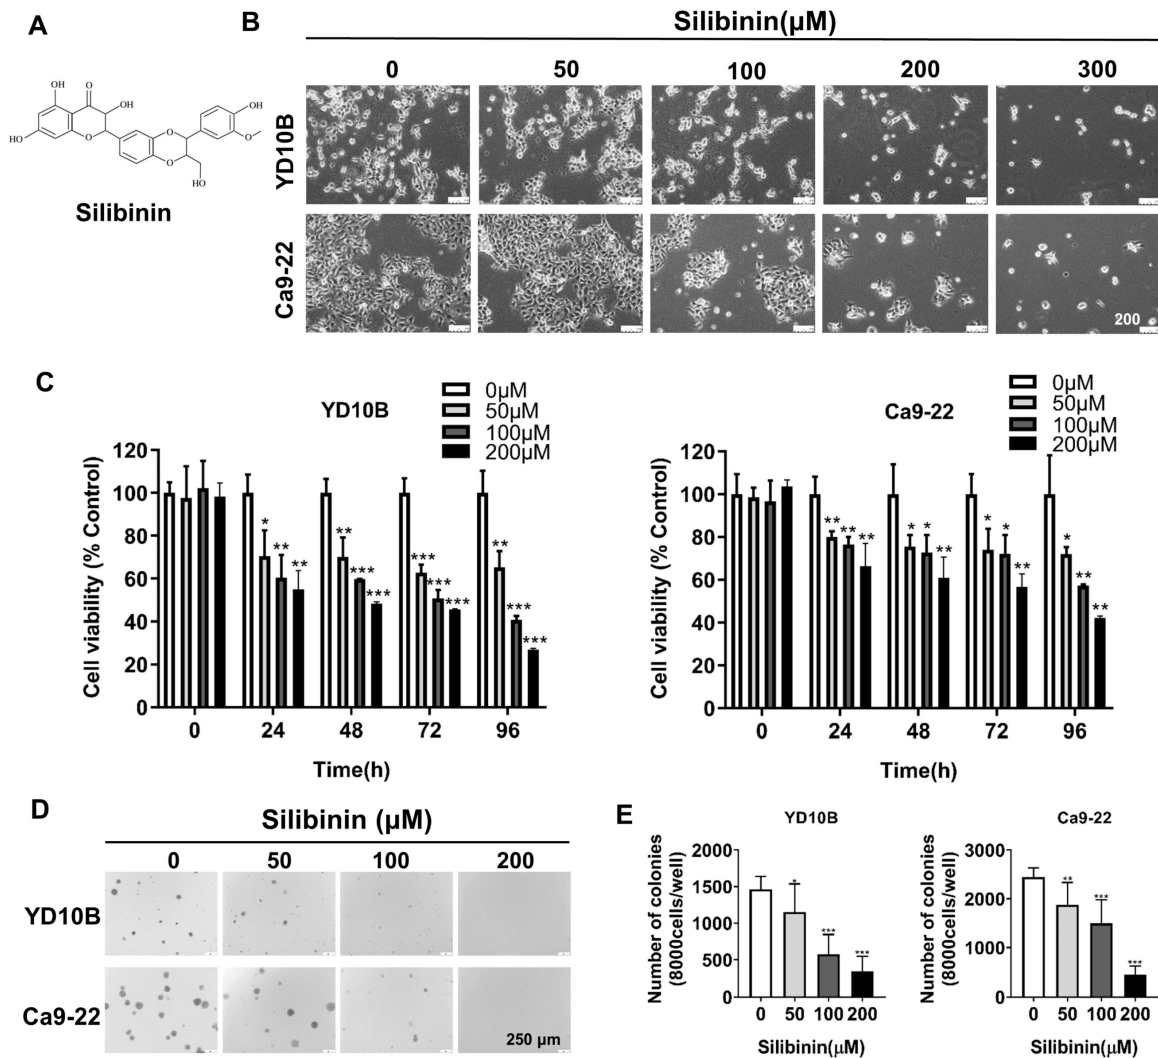 A
OH
O
OH
HO
O
O
O
OH
O
HO
Silibinin
B
Silibinin(μM)
0 50 100 200 300
YD10B
Ca9-22
200
C
YD10B
0μM
50μM
100μM
200μM
Cell viability (% Control)
120
100
80
60
40
20
0
* ** **
** *** ***
*** *** ***
** *** ***
0 24 48 72 96
Time(h)
Ca9-22
0μM
50μM
100μM
200μM
Cell viability (% Control)
120
100
80
60
40
20
0
** ** **
* * **
* * **
* ** **
0 24 48 72 96
Time(h)
D
Silibinin (μM)
0 50 100 200
YD10B
Ca9-22
250 μm
E
YD10B
Number of colonies
(8000cells/well)
2000
1500
1000
500
0
* *** ***
0 50 100 200
Silibinin(μM)
Ca9-22
Number of colonies
(8000cells/well)
3000
2000
1000
0
** *** ***
0 50 100 200
Silibinin(μM)